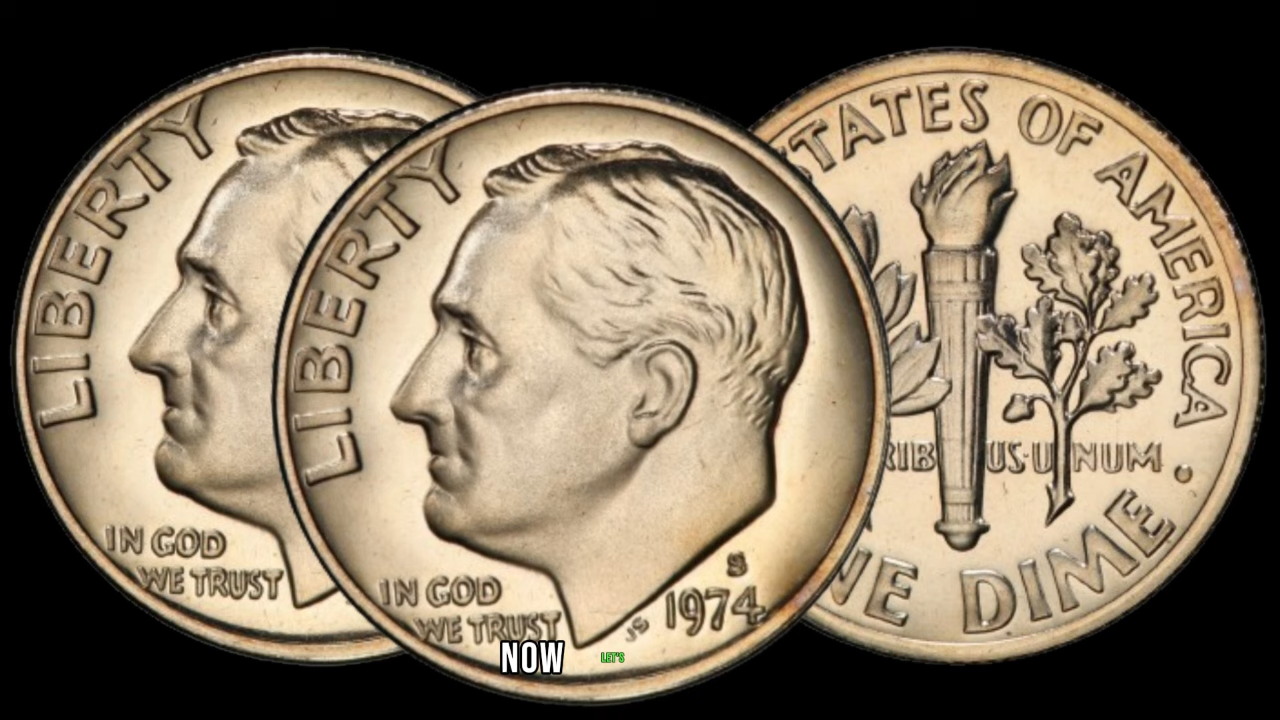 LIBERTY
IN GOD
WE TRUST
LIBERTY
IN GOD
WE TRUST
JS
S
1974
STATES OF AMERICA
RIB US·UNUM
NE DIME
NOW LET'S